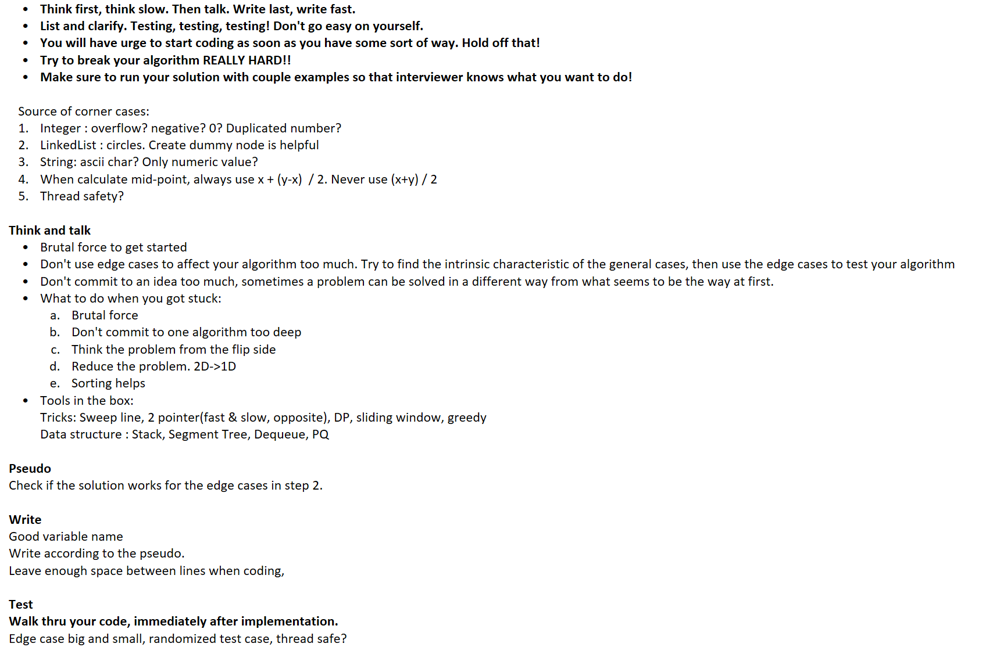 • Think first, think slow. Then talk. Write last, write fast.
• List and clarify. Testing, testing, testing! Don't go easy on yourself.
• You will have urge to start coding as soon as you have some sort of way. Hold off that!
• Try to break your algorithm REALLY HARD!!
• Make sure to run your solution with couple examples so that interviewer knows what you want to do!
Source of corner cases:
1. Integer : overflow? negative? 0? Duplicated number?
2. LinkedList : circles. Create dummy node is helpful
3. String: ascii char? Only numeric value?
4. When calculate mid-point, always use x + (y-x) / 2. Never use (x+y) / 2
5. Thread safety?
Think and talk
• Brutal force to get started
• Don't use edge cases to affect your algorithm too much. Try to find the intrinsic characteristic of the general cases, then use the edge cases to test your algorithm
• Don't commit to an idea too much, sometimes a problem can be solved in a different way from what seems to be the way at first.
• What to do when you got stuck:
a. Brutal force
b. Don't commit to one algorithm too deep
c. Think the problem from the flip side
d. Reduce the problem. 2D->1D
e. Sorting helps
• Tools in the box:
Tricks: Sweep line, 2 pointer(fast & slow, opposite), DP, sliding window, greedy
Data structure : Stack, Segment Tree, Dequeue, PQ
Pseudo
Check if the solution works for the edge cases in step 2.
Write
Good variable name
Write according to the pseudo.
Leave enough space between lines when coding,
Test
Walk thru your code, immediately after implementation.
Edge case big and small, randomized test case, thread safe?